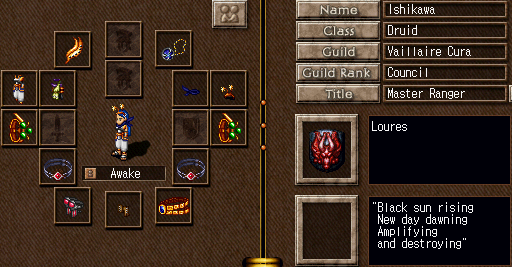 Name Ishikawa
Class Druid
Guild Vaillaire Cura
Guild Rank Council
Title Master Ranger
Loures
Awake
"Black sun rising
New day dawning
Amplifying
and destroying"